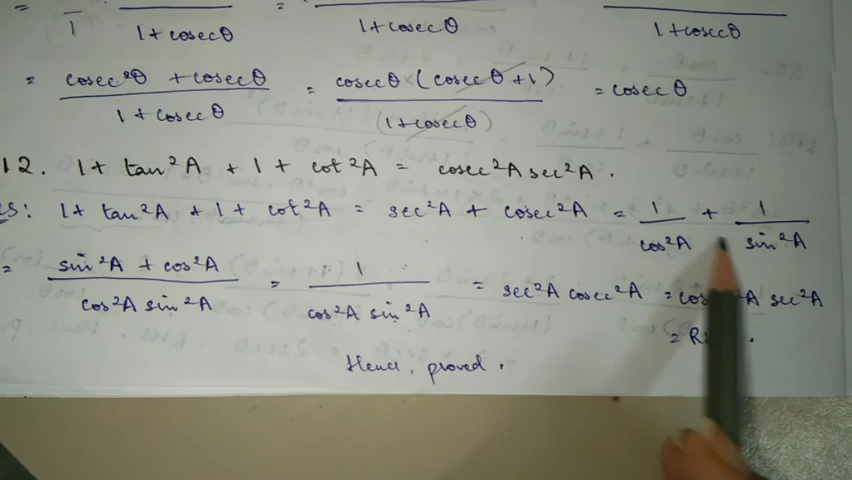 = 1 1 + cosecθ = 1 + cosecθ 1 + cosecθ
= cosec²θ + cosecθ / 1 + cosecθ = cosecθ (cosecθ + 1) / (1 + cosecθ) = cosecθ
12. 1 + tan²A + 1 + cot²A = cosec²A sec²A.
1 + tan²A + 1 + cot²A = sec²A + cosec²A = 1 / cos²A + 1 / sin²A
= sin²A + cos²A / cos²A sin²A = 1 / cos²A sin²A = sec²A cosec²A = sec²A
=
Hence, proved.